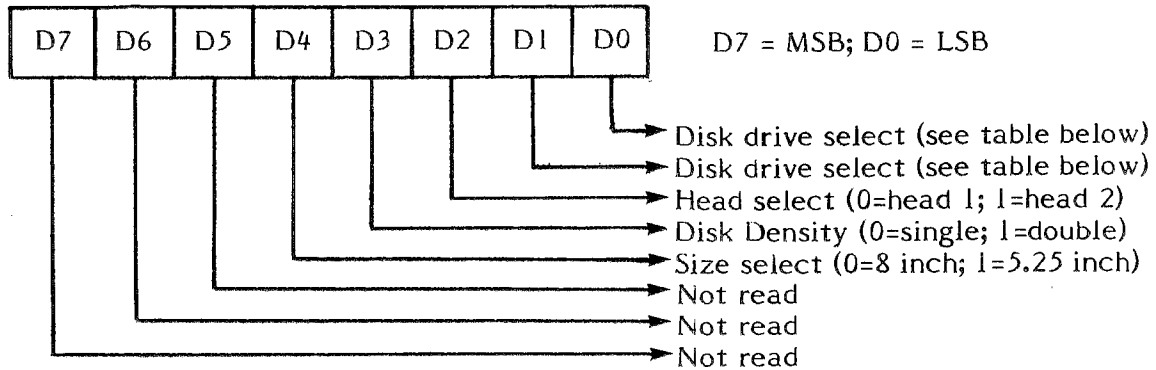 D7 D6 D5 D4 D3 D2 D1 D0 D7 = MSB; D0 = LSB
Disk drive select (see table below)
Disk drive select (see table below)
Head select (0=head 1; 1=head 2)
Disk Density (0=single; 1=double)
Size select (0=8 inch; 1=5.25 inch)
Not read
Not read
Not read